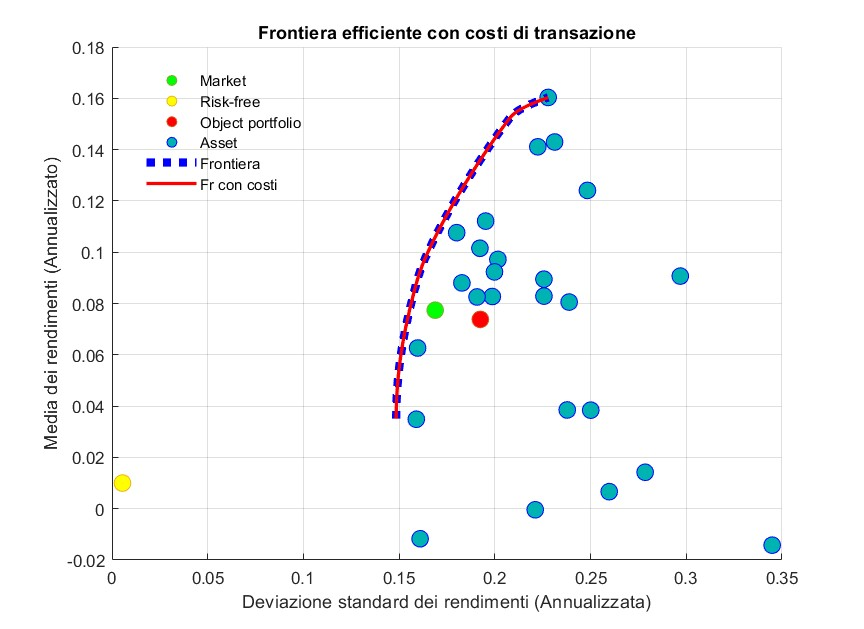 Frontiera efficiente con costi di transazione
0.18
0.16
0.14
0.12
0.1
0.08
0.06
0.04
0.02
0
-0.02
Media dei rendimenti (Annualizzato)
Market
Risk-free
Object portfolio
Asset
Frontiera
Fr con costi
0 0.05 0.1 0.15 0.2 0.25 0.3 0.35
Deviazione standard dei rendimenti (Annualizzata)